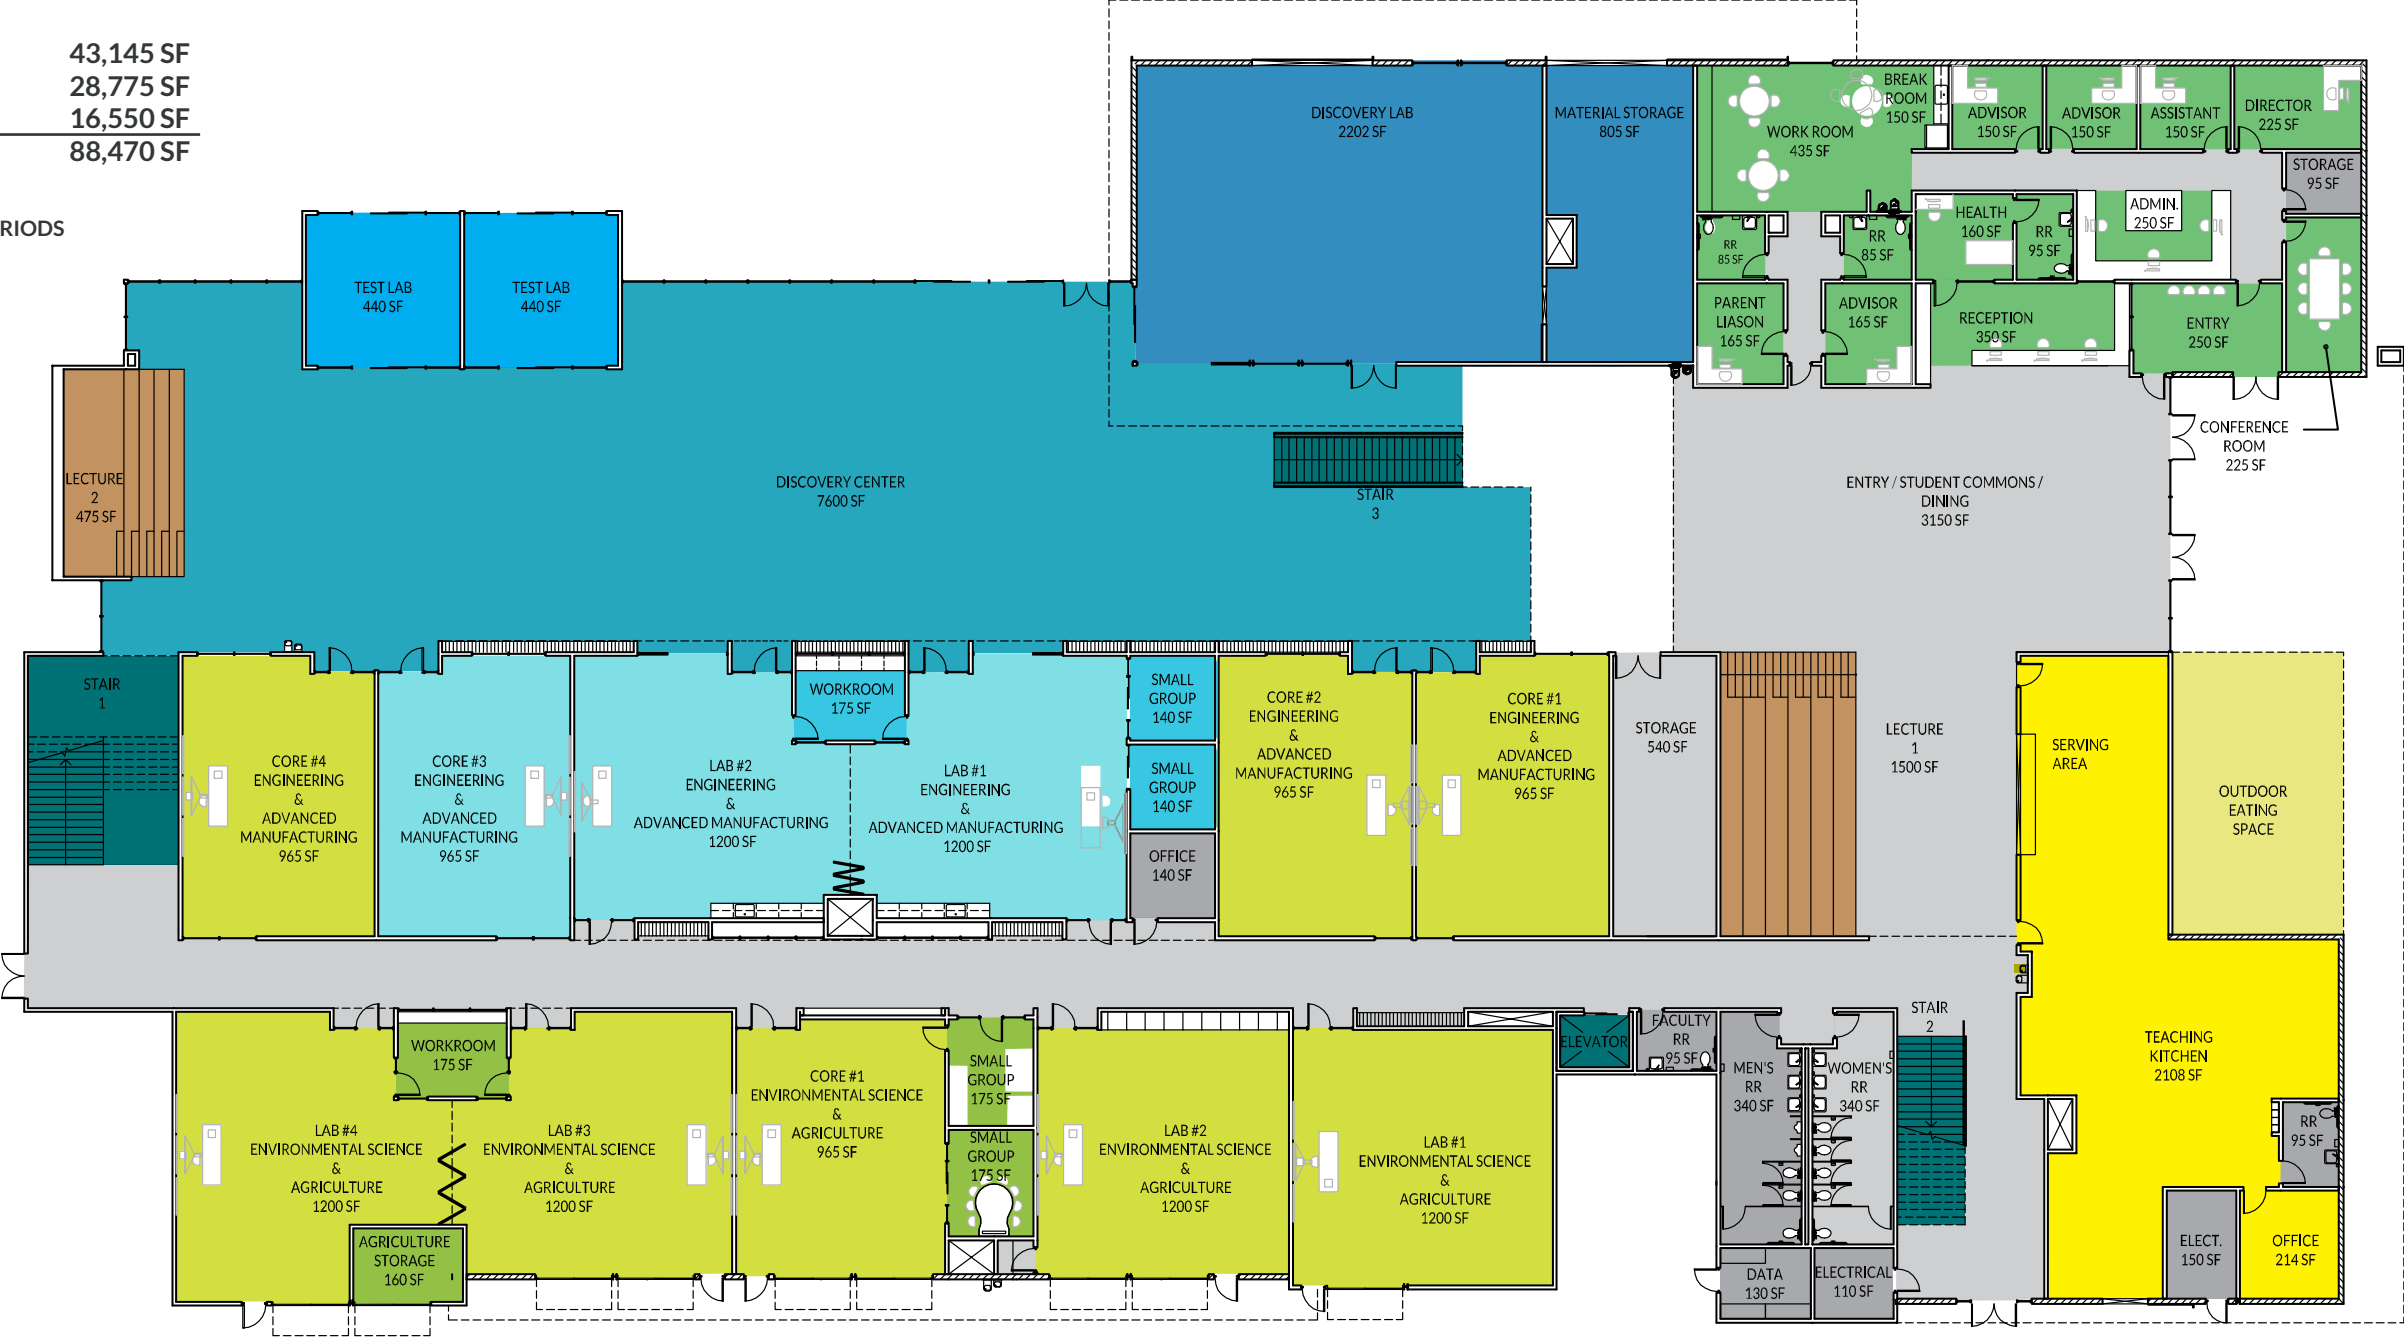 43,145 SF
28,775 SF
16,550 SF
88,470 SF
RIODS
DISCOVERY LAB
2202 SF
MATERIAL STORAGE
805 SF
BREAK
ROOM
150 SF
WORK ROOM
435 SF
ADVISOR
150 SF
ADVISOR
150 SF
ASSISTANT
150 SF
DIRECTOR
225 SF
STORAGE
95 SF
HEALTH
160 SF
RR
95 SF
ADMIN.
250 SF
RR
85 SF
RR
85 SF
PARENT
LIASON
165 SF
ADVISOR
165 SF
RECEPTION
350 SF
ENTRY
250 SF
CONFERENCE
ROOM
225 SF
TEST LAB
440 SF
TEST LAB
440 SF
LECTURE
2
475 SF
DISCOVERY CENTER
7600 SF
STAIR
3
ENTRY / STUDENT COMMONS /
DINING
3150 SF
STAIR
1
CORE #4
ENGINEERING
&
ADVANCED
MANUFACTURING
965 SF
CORE #3
ENGINEERING
&
ADVANCED
MANUFACTURING
965 SF
LAB #2
ENGINEERING
&
ADVANCED MANUFACTURING
1200 SF
WORKROOM
175 SF
LAB #1
ENGINEERING
&
ADVANCED MANUFACTURING
1200 SF
SMALL
GROUP
140 SF
SMALL
GROUP
140 SF
OFFICE
140 SF
CORE #2
ENGINEERING
&
ADVANCED
MANUFACTURING
965 SF
CORE #1
ENGINEERING
&
ADVANCED
MANUFACTURING
965 SF
STORAGE
540 SF
LECTURE
1
1500 SF
SERVING
AREA
OUTDOOR
EATING
SPACE
LAB #4
ENVIRONMENTAL SCIENCE
&
AGRICULTURE
1200 SF
WORKROOM
175 SF
AGRICULTURE
STORAGE
160 SF
LAB #3
ENVIRONMENTAL SCIENCE
&
AGRICULTURE
1200 SF
CORE #1
ENVIRONMENTAL SCIENCE
&
AGRICULTURE
965 SF
SMALL
GROUP
175 SF
SMALL
GROUP
175 SF
LAB #2
ENVIRONMENTAL SCIENCE
&
AGRICULTURE
1200 SF
LAB #1
ENVIRONMENTAL SCIENCE
&
AGRICULTURE
1200 SF
ELEVATOR
FACULTY
RR
95 SF
MEN'S
RR
340 SF
WOMEN'S
RR
340 SF
STAIR
2
TEACHING
KITCHEN
2108 SF
RR
95 SF
DATA
130 SF
ELECTRICAL
110 SF
ELECT.
150 SF
OFFICE
214 SF